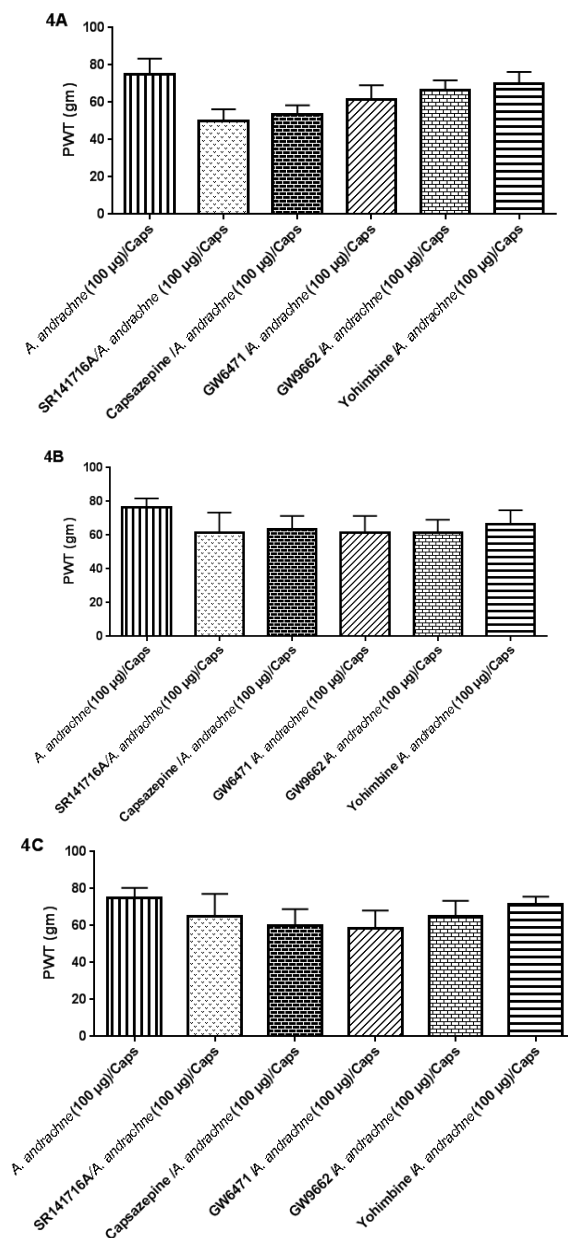 4A
PWT (gm)
100
80
60
40
20
0
A. andrachne (100 µg)/Caps
SR141716A/A. andrachne (100 µg)/Caps
Capsazepine /A. andrachne (100 µg)/Caps
GW6471 /A. andrachne (100 µg)/Caps
GW9662 /A. andrachne (100 µg)/Caps
Yohimbine /A. andrachne (100 µg)/Caps
4B
PWT (gm)
100
80
60
40
20
0
A. andrachne (100 µg)/Caps
SR141716A/A. andrachne (100 µg)/Caps
Capsazepine /A. andrachne (100 µg)/Caps
GW6471 /A. andrachne (100 µg)/Caps
GW9662 /A. andrachne (100 µg)/Caps
Yohimbine /A. andrachne (100 µg)/Caps
4C
PWT (gm)
100
80
60
40
20
0
A. andrachne (100 µg)/Caps
SR141716A/A. andrachne (100 µg)/Caps
Capsazepine /A. andrachne (100 µg)/Caps
GW6471 /A. andrachne (100 µg)/Caps
GW9662 /A. andrachne (100 µg)/Caps
Yohimbine /A. andrachne (100 µg)/Caps